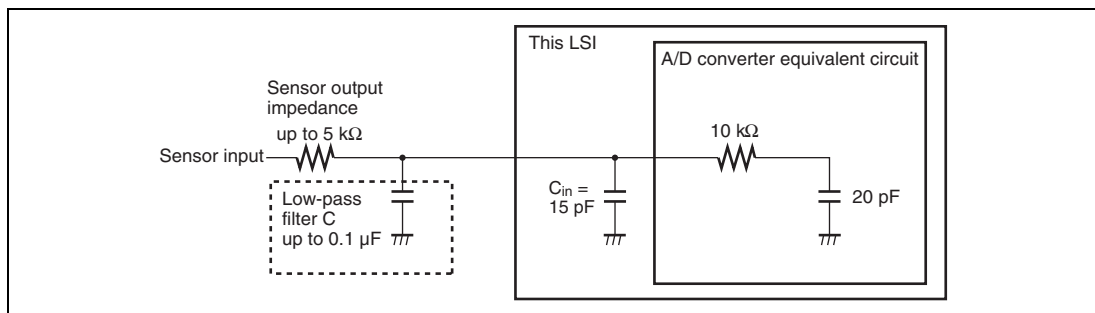 This LSI
A/D converter equivalent circuit
Sensor output
impedance
up to 5 kΩ
Sensor input
10 kΩ
Low-pass
filter C
up to 0.1 μF
Cin =
15 pF
20 pF